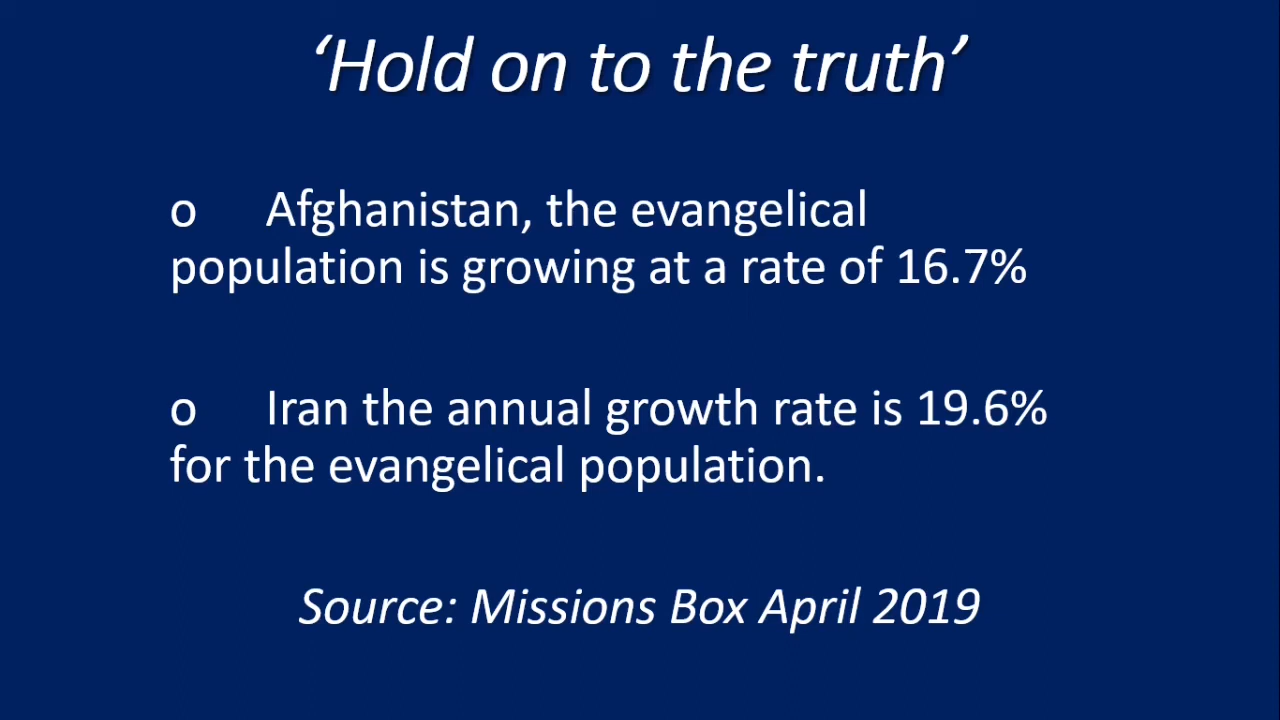 ‘Hold on to the truth’
o Afghanistan, the evangelical
population is growing at a rate of 16.7%
o Iran the annual growth rate is 19.6%
for the evangelical population.
Source: Missions Box April 2019